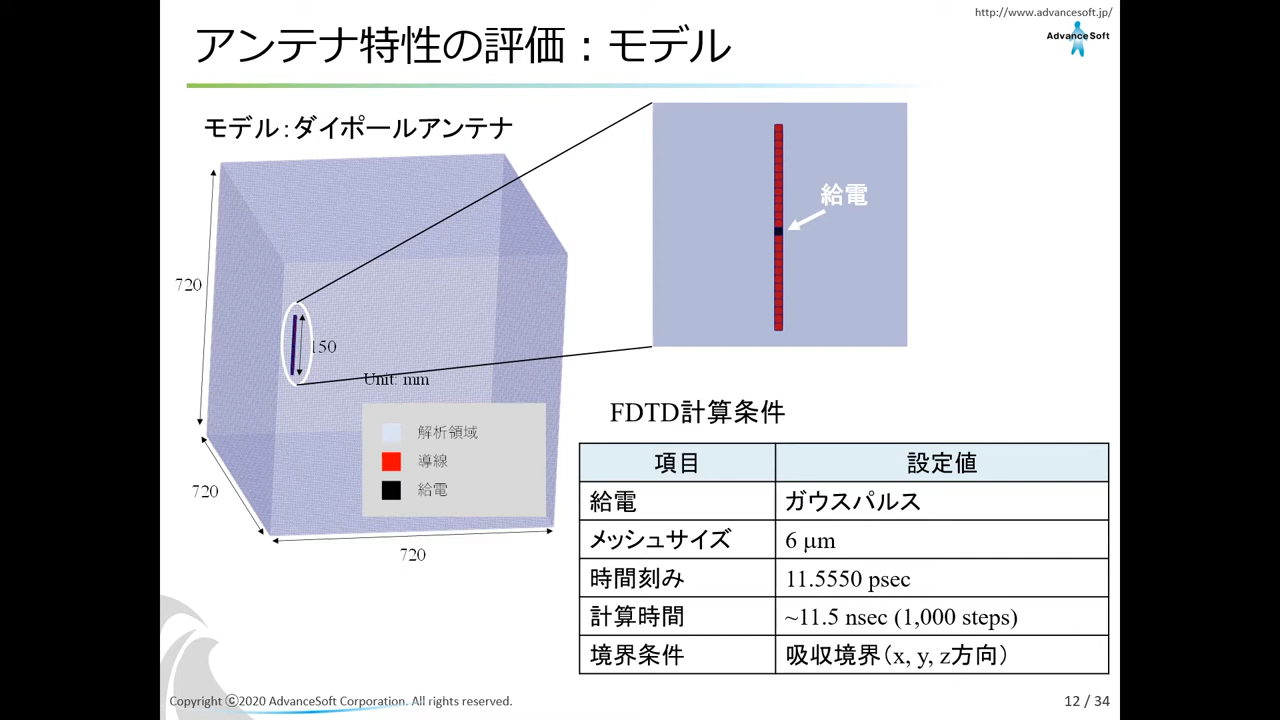 http://www.advancesoft.jp/
アンテナ特性の評価：モデル
AdvanceSoft
モデル：ダイポールアンテナ
給電
720
150
Unit: mm
解析領域
導線
給電
720
720
FDTD計算条件
項目 設定値
給電 ガウスパルス
メッシュサイズ 6 μm
時間刻み 11.5550 psec
計算時間 ~11.5 nsec (1,000 steps)
境界条件 吸収境界（x, y, z方向）
Copyright ⓒ2020 AdvanceSoft Corporation. All rights reserved.
12 / 34